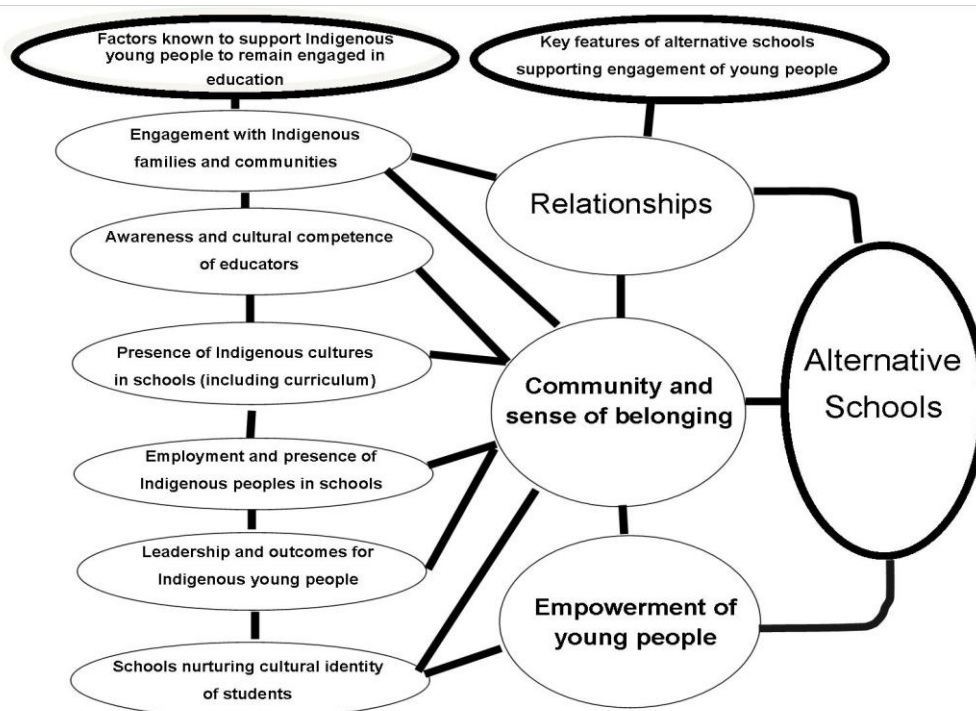 Factors known to support Indigenous
young people to remain engaged in
education
Key features of alternative schools
supporting engagement of young people
Engagement with Indigenous
families and communities
Relationships
Awareness and cultural competence
of educators
Presence of Indigenous cultures
in schools (including curriculum)
Community and
sense of belonging
Alternative
Schools
Employment and presence of
Indigenous peoples in schools
Leadership and outcomes for
Indigenous young people
Empowerment of
young people
Schools nurturing cultural identity
of students